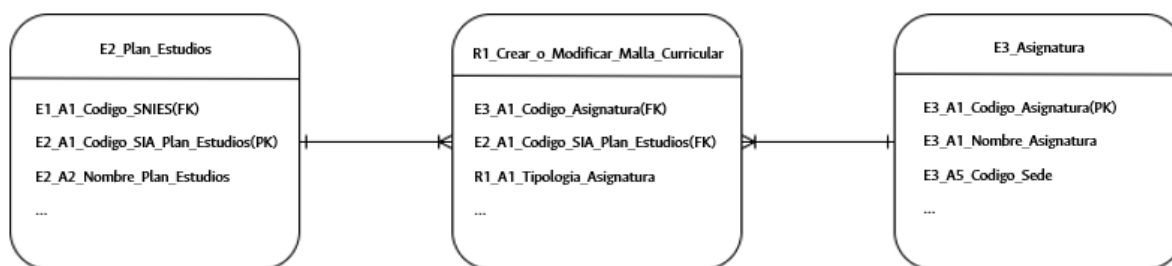 E2_Plan_Estudios
E1_A1_Codigo_SNIES(FK)
E2_A1_Codigo_SIA_Plan_Estudios(PK)
E2_A2_Nombre_Plan_Estudios
...
R1_Crear_o_Modificar_Malla_Curricular
E3_A1_Codigo_Asignatura(FK)
E2_A1_Codigo_SIA_Plan_Estudios(FK)
R1_A1_Tipologia_Asignatura
...
E3_Asignatura
E3_A1_Codigo_Asignatura(PK)
E3_A1_Nombre_Asignatura
E3_A5_Codigo_Sede
...